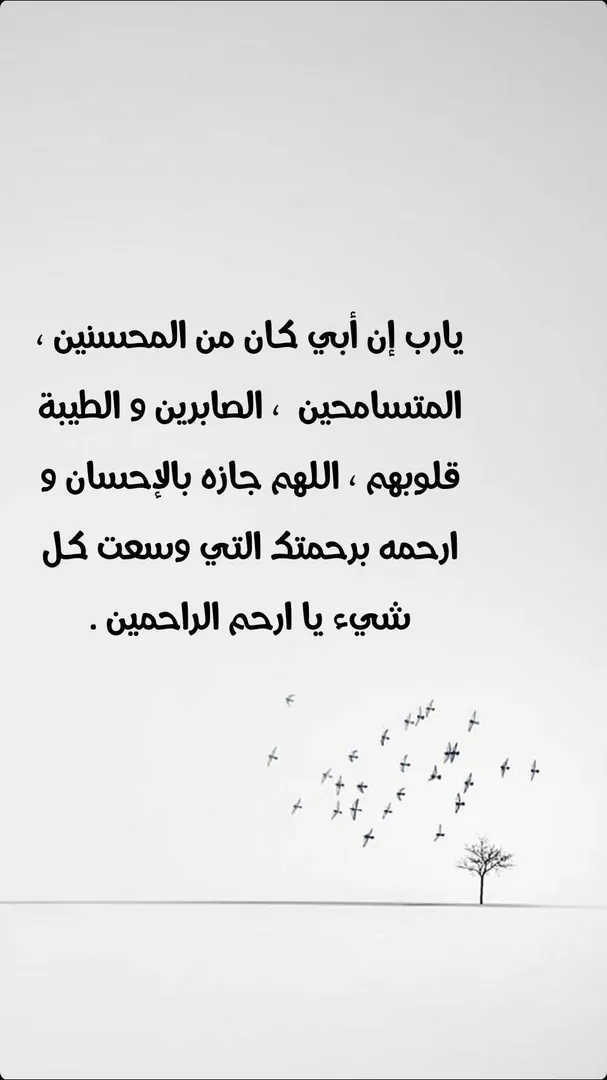 يارب إن أبي كان من المحسنين ،
المتسامحين ، الصابرين و الطيبة
قلوبهم ، اللهم جازه بالإحسان و
ارحمه برحمتك التي وسعت كل
شيء يا ارحم الراحمين .